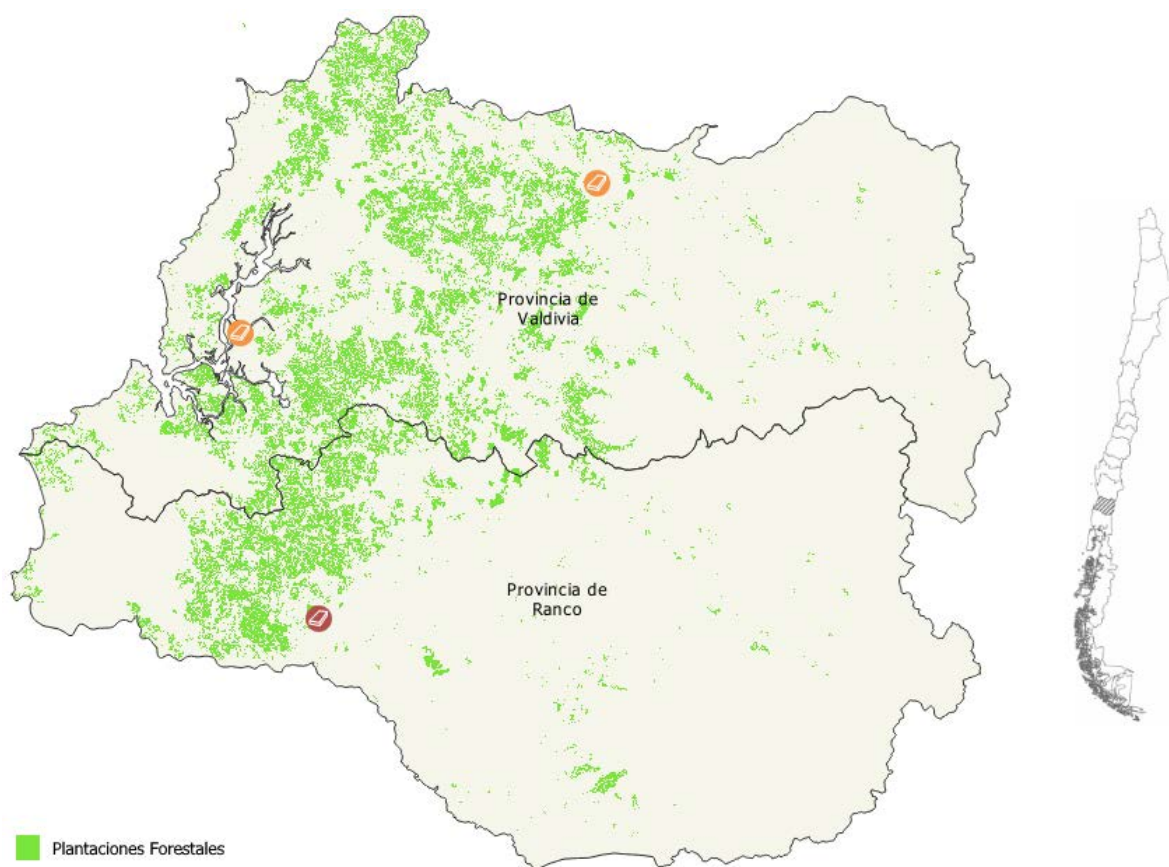 Provincia de
Valdivia
Provincia de
Ranco
Plantaciones Forestales